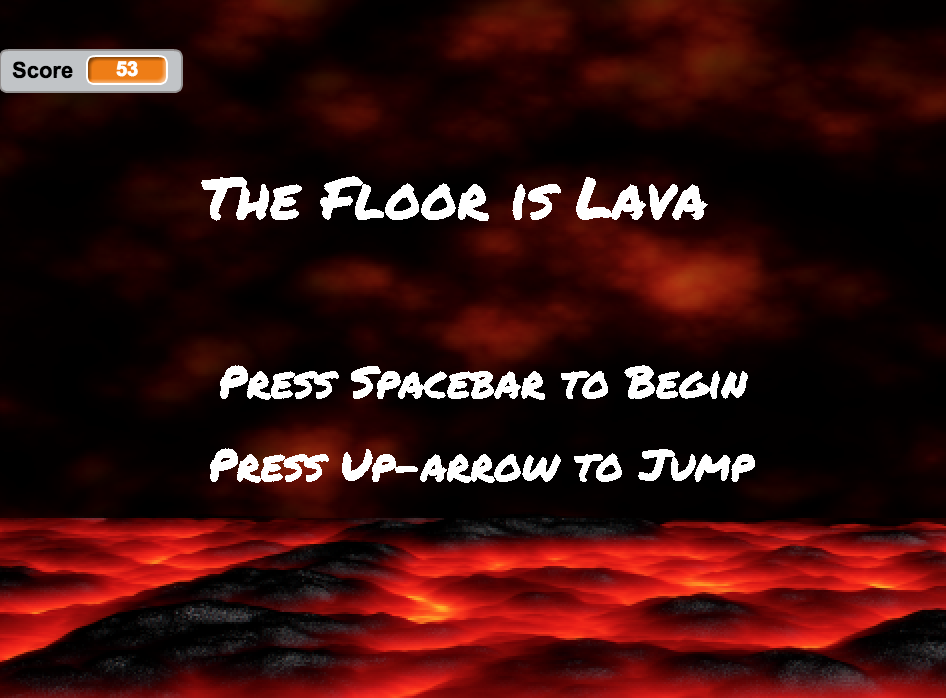 Score 53
The Floor is Lava
Press Spacebar to Begin
Press Up-arrow to Jump